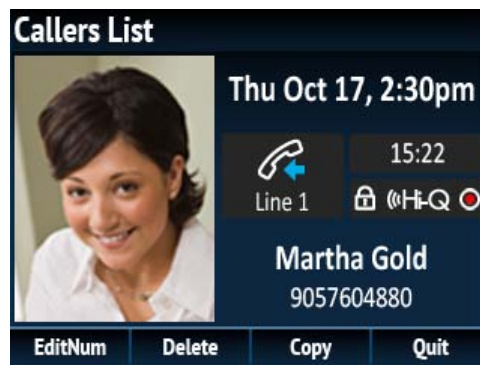 Callers List
Thu Oct 17, 2:30pm
15:22
Line 1
Hi-Q
Martha Gold
9057604880
EditNum Delete Copy Quit